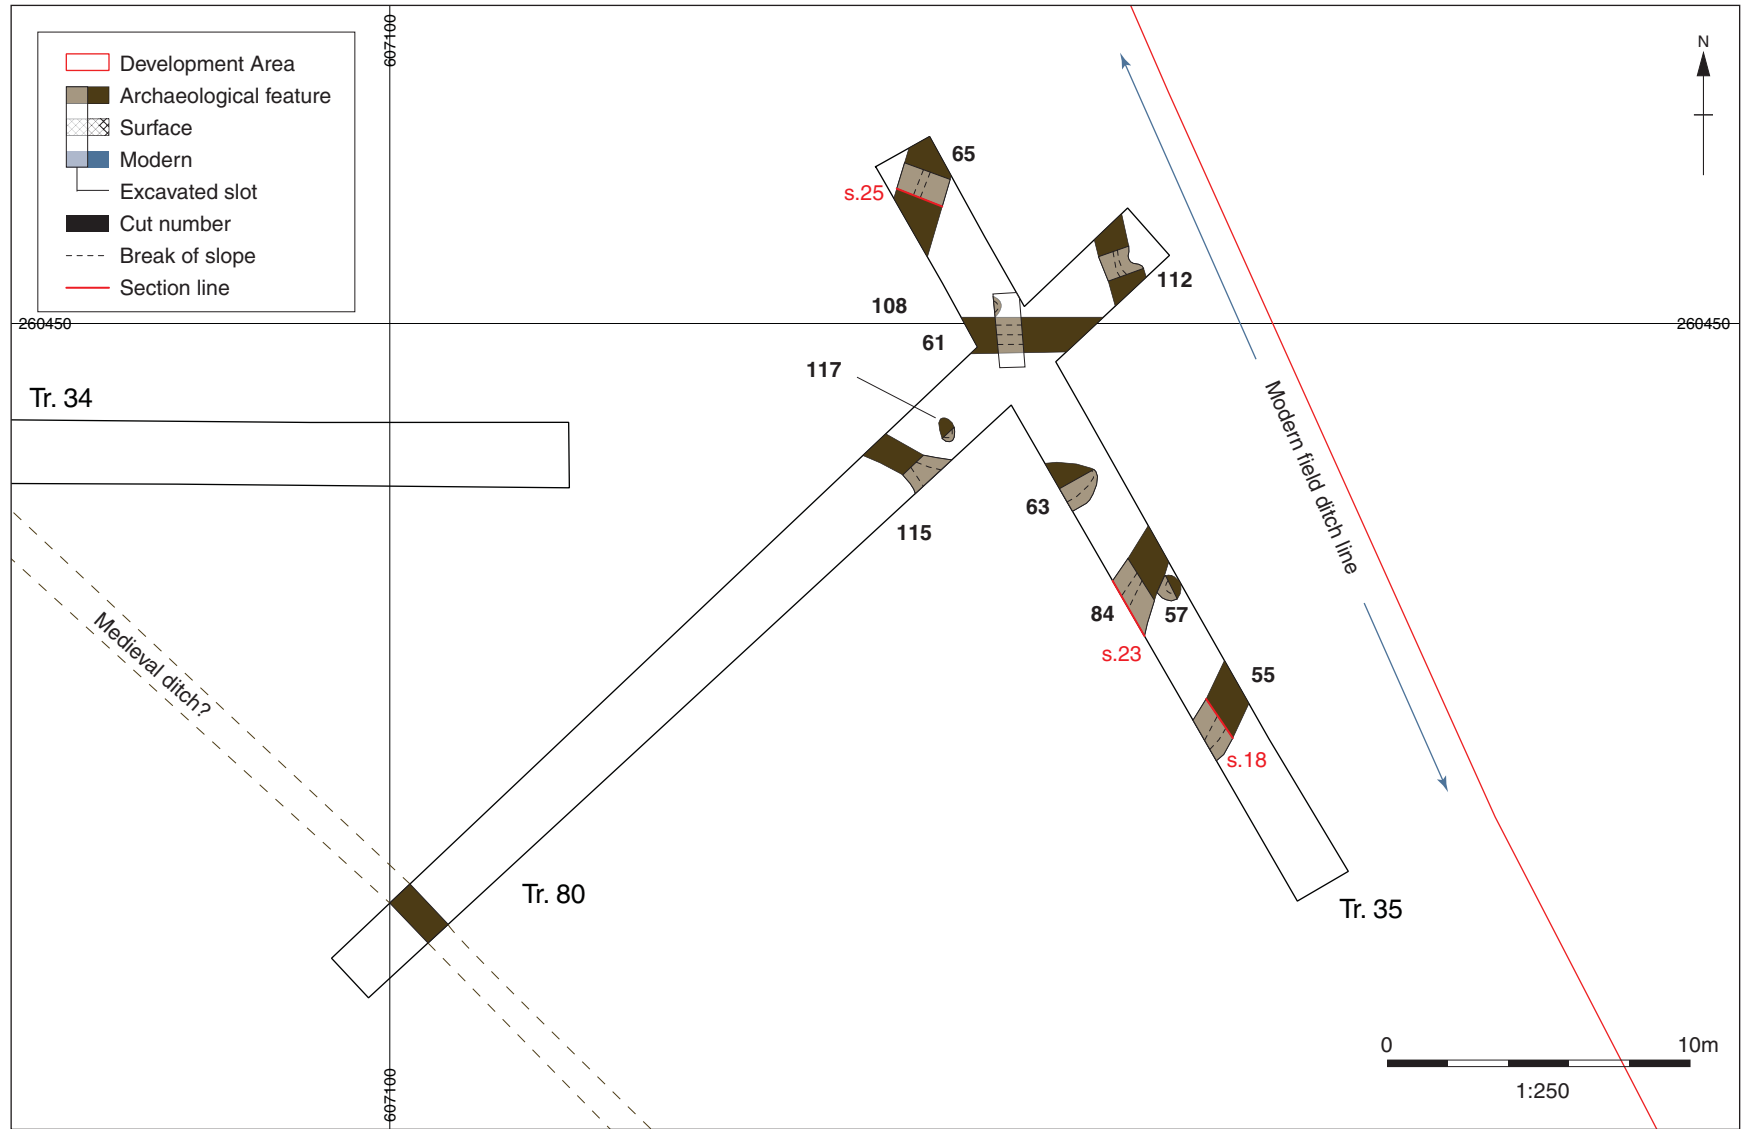 607100
N
Development Area
Archaeological feature
Surface
Modern
Excavated slot
Cut number
Break of slope
Section line
65
s.25
112
108
260450
260450
61
117
Tr. 34
Modern field ditch line
63
115
84
57
s.23
Medieval ditch?
55
s.18
Tr. 80
Tr. 35
0
10m
1:250
607100